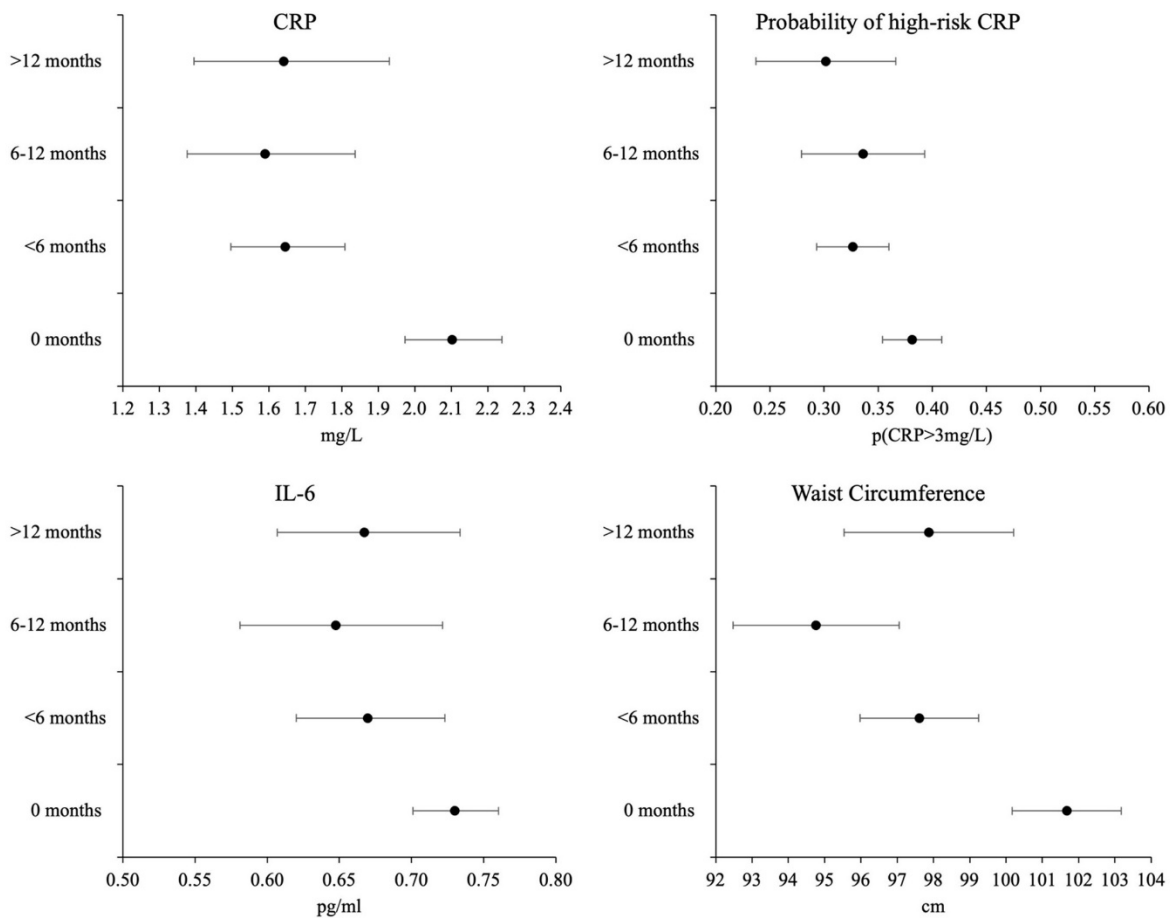 CRP
>12 months
6-12 months
<6 months
0 months
1.2 1.3 1.4 1.5 1.6 1.7 1.8 1.9 2.0 2.1 2.2 2.3 2.4
mg/L
Probability of high-risk CRP
>12 months
6-12 months
<6 months
0 months
0.20 0.25 0.30 0.35 0.40 0.45 0.50 0.55 0.60
p(CRP>3mg/L)
IL-6
>12 months
6-12 months
<6 months
0 months
0.50 0.55 0.60 0.65 0.70 0.75 0.80
pg/ml
Waist Circumference
>12 months
6-12 months
<6 months
0 months
92 93 94 95 96 97 98 99 100 101 102 103 104
cm